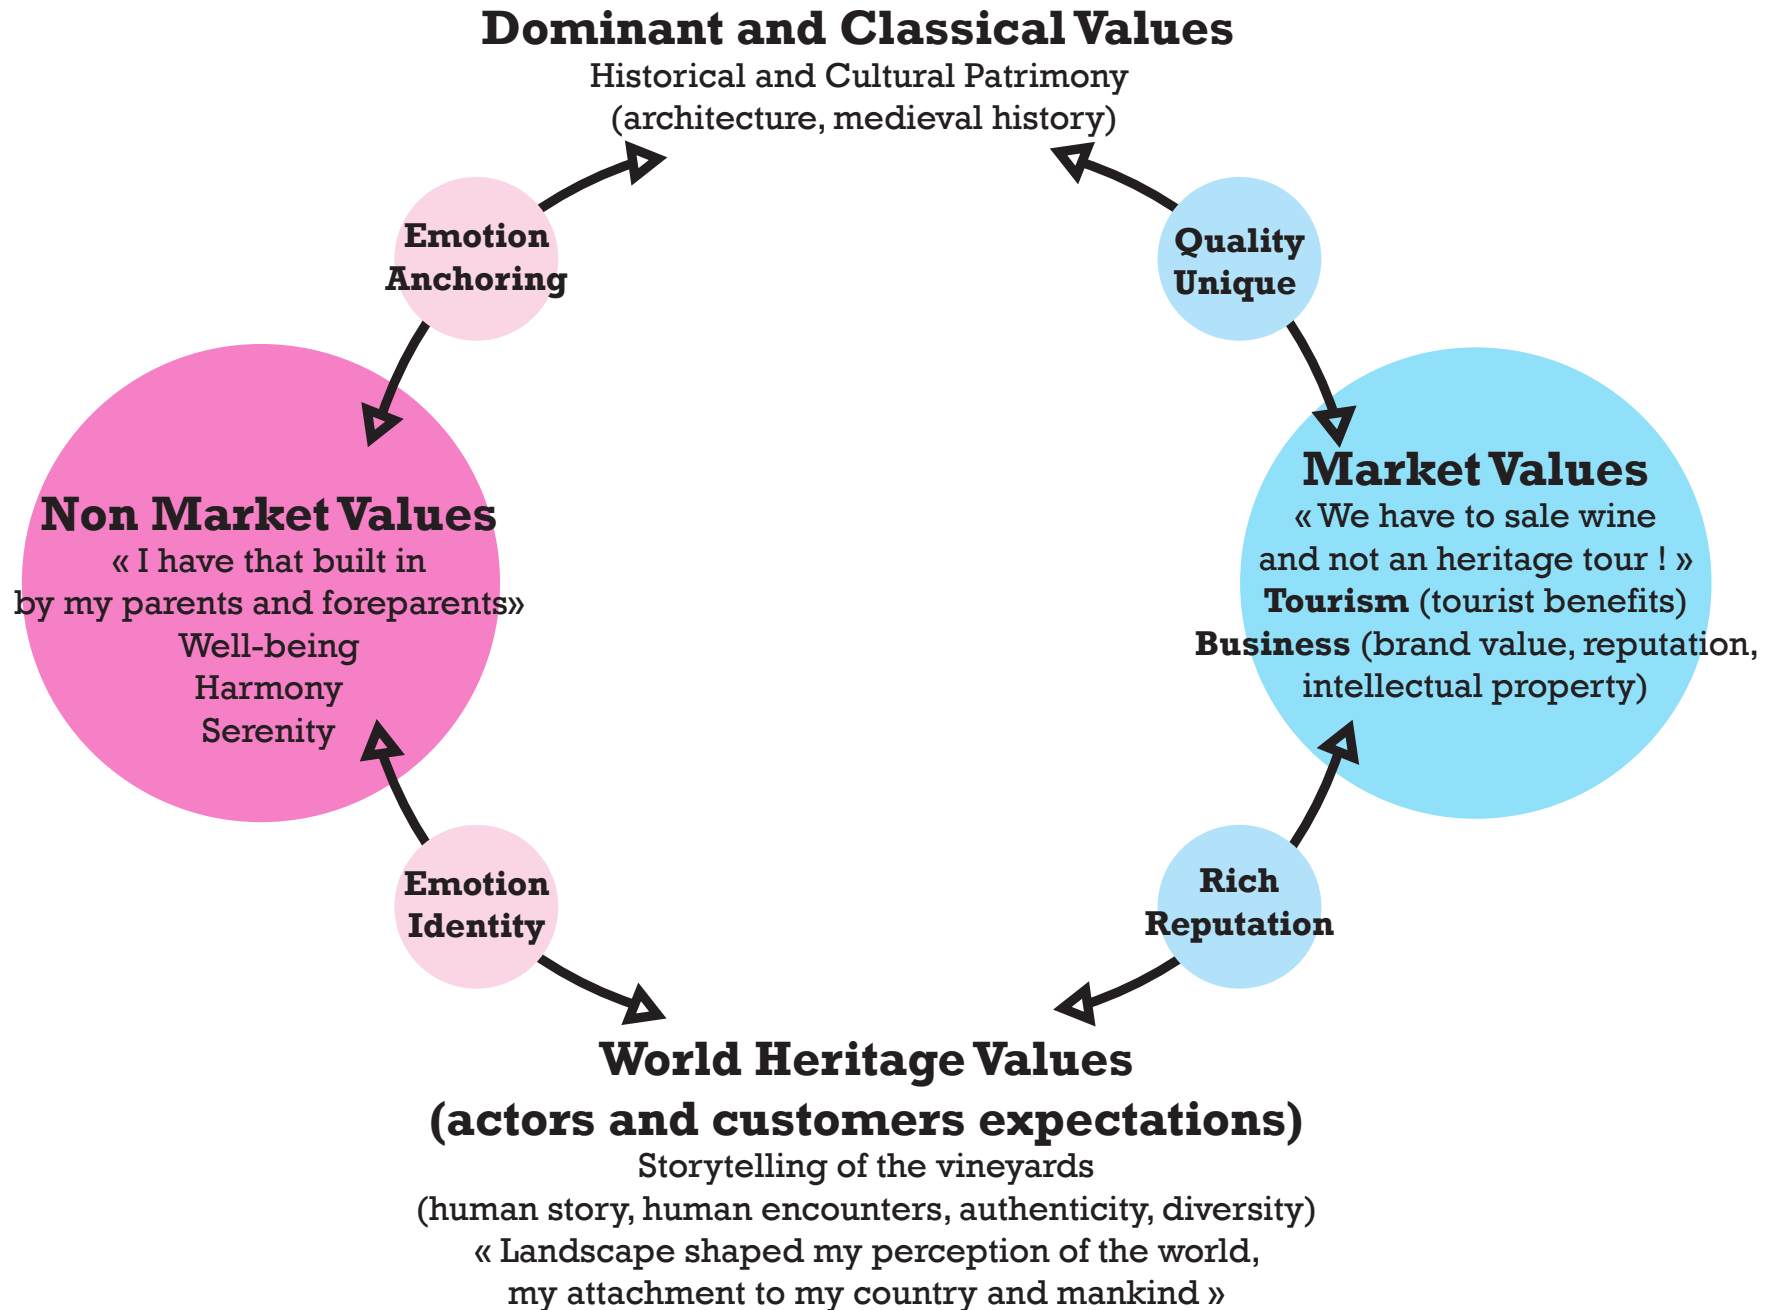 Dominant and Classical Values
Historical and Cultural Patrimony
(architecture, medieval history)
Emotion
Anchoring
Quality
Unique
Non Market Values
« I have that built in
by my parents and foreparents»
Well-being
Harmony
Serenity
Market Values
« We have to sale wine
and not an heritage tour ! »
Tourism (tourist benefits)
Business (brand value, reputation,
intellectual property)
Emotion
Identity
Rich
Reputation
World Heritage Values
(actors and customers expectations)
Storytelling of the vineyards
(human story, human encounters, authenticity, diversity)
« Landscape shaped my perception of the world,
my attachment to my country and mankind »